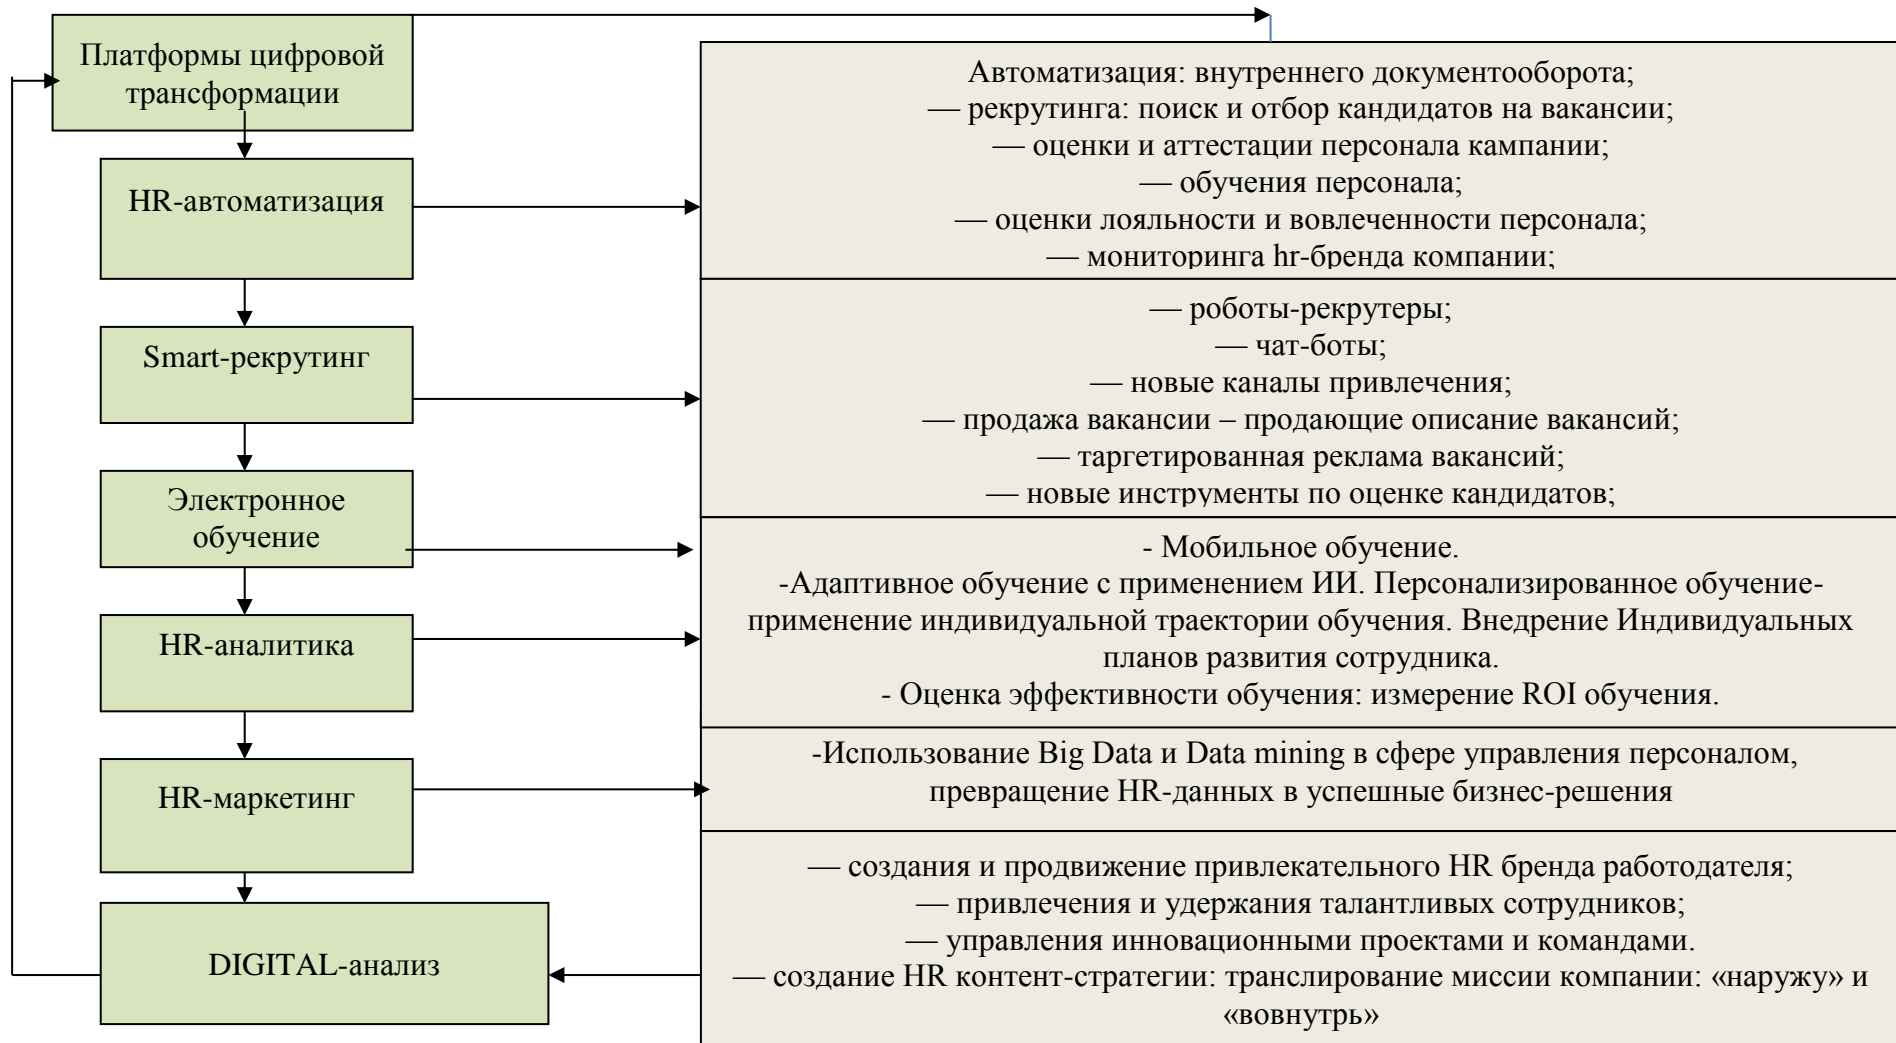 Платформы цифровой
трансформации
HR-автоматизация
Smart-рекрутинг
Электронное
обучение
HR-аналитика
HR-маркетинг
DIGITAL-анализ
Автоматизация: внутреннего документооборота;
— рекрутинга: поиск и отбор кандидатов на вакансии;
— оценки и аттестации персонала кампании;
— обучения персонала;
— оценки лояльности и вовлеченности персонала;
— мониторинга hr-бренда компании;
— роботы-рекрутеры;
— чат-боты;
— новые каналы привлечения;
— продажа вакансии – продающие описание вакансий;
— таргетированная реклама вакансий;
— новые инструменты по оценке кандидатов;
- Мобильное обучение.
-Адаптивное обучение с применением ИИ. Персонализированное обучение-
применение индивидуальной траектории обучения. Внедрение Индивидуальных
планов развития сотрудника.
- Оценка эффективности обучения: измерение ROI обучения.
-Использование Big Data и Data mining в сфере управления персоналом,
превращение HR-данных в успешные бизнес-решения
— создания и продвижение привлекательного HR бренда работодателя;
— привлечения и удержания талантливых сотрудников;
— управления инновационными проектами и командами.
— создание HR контент-стратегии: транслирование миссии компании: «наружу» и
«вовнутрь»